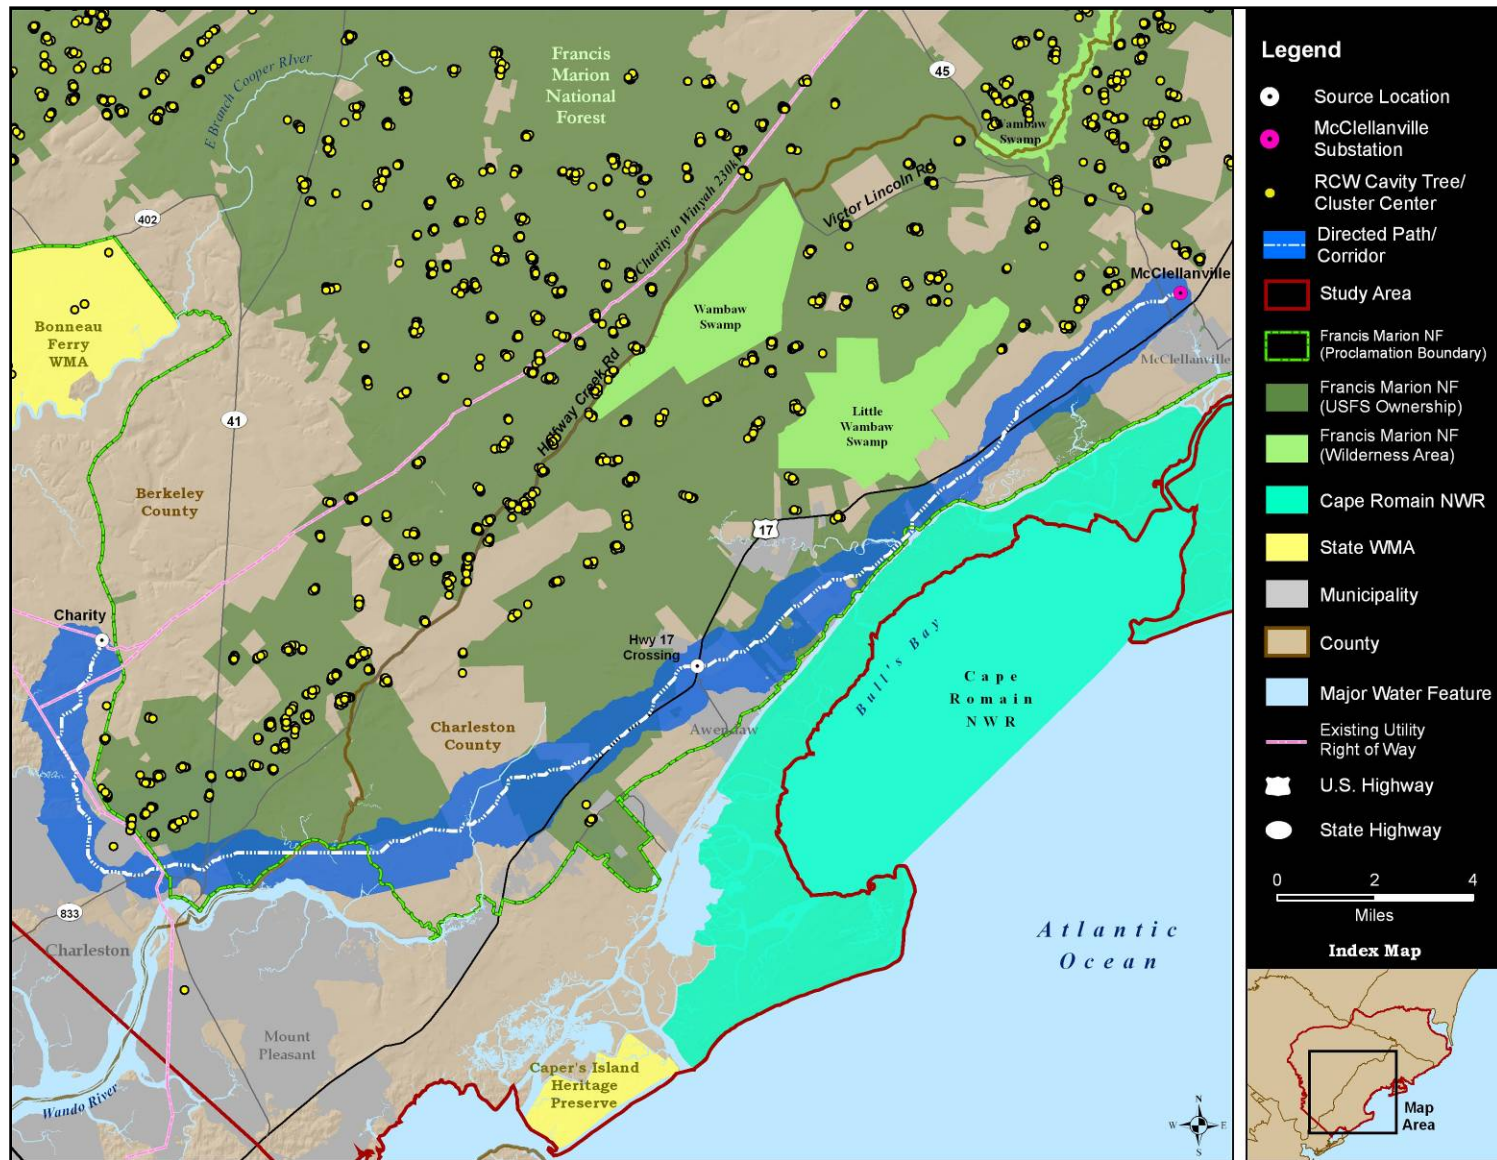 Francis
Marion
National
Forest
E Branch Cooper River
45
Wambaw
Swamp
Charity to Winyah 230kV
Victor Lincoln Rd
402
McClellanville
Bonneau
Ferry
WMA
Wambaw
Swamp
McClellanville
41
Halfway Creek Rd
Little
Wambaw
Swamp
Berkeley
County
17
Charity
Hwy 17
Crossing
Bull's Bay
Cape
Romain
NWR
Charleston
County
Awendaw
833
Charleston
Atlantic
Ocean
Mount
Pleasant
Caper's Island
Heritage
Preserve
Wando River
N
W E
S
Legend
Source Location
McClellanville
Substation
RCW Cavity Tree/
Cluster Center
Directed Path/
Corridor
Study Area
Francis Marion NF
(Proclamation Boundary)
Francis Marion NF
(USFS Ownership)
Francis Marion NF
(Wilderness Area)
Cape Romain NWR
State WMA
Municipality
County
Major Water Feature
Existing Utility
Right of Way
U.S. Highway
State Highway
0 2 4
Miles
Index Map
Map
Area